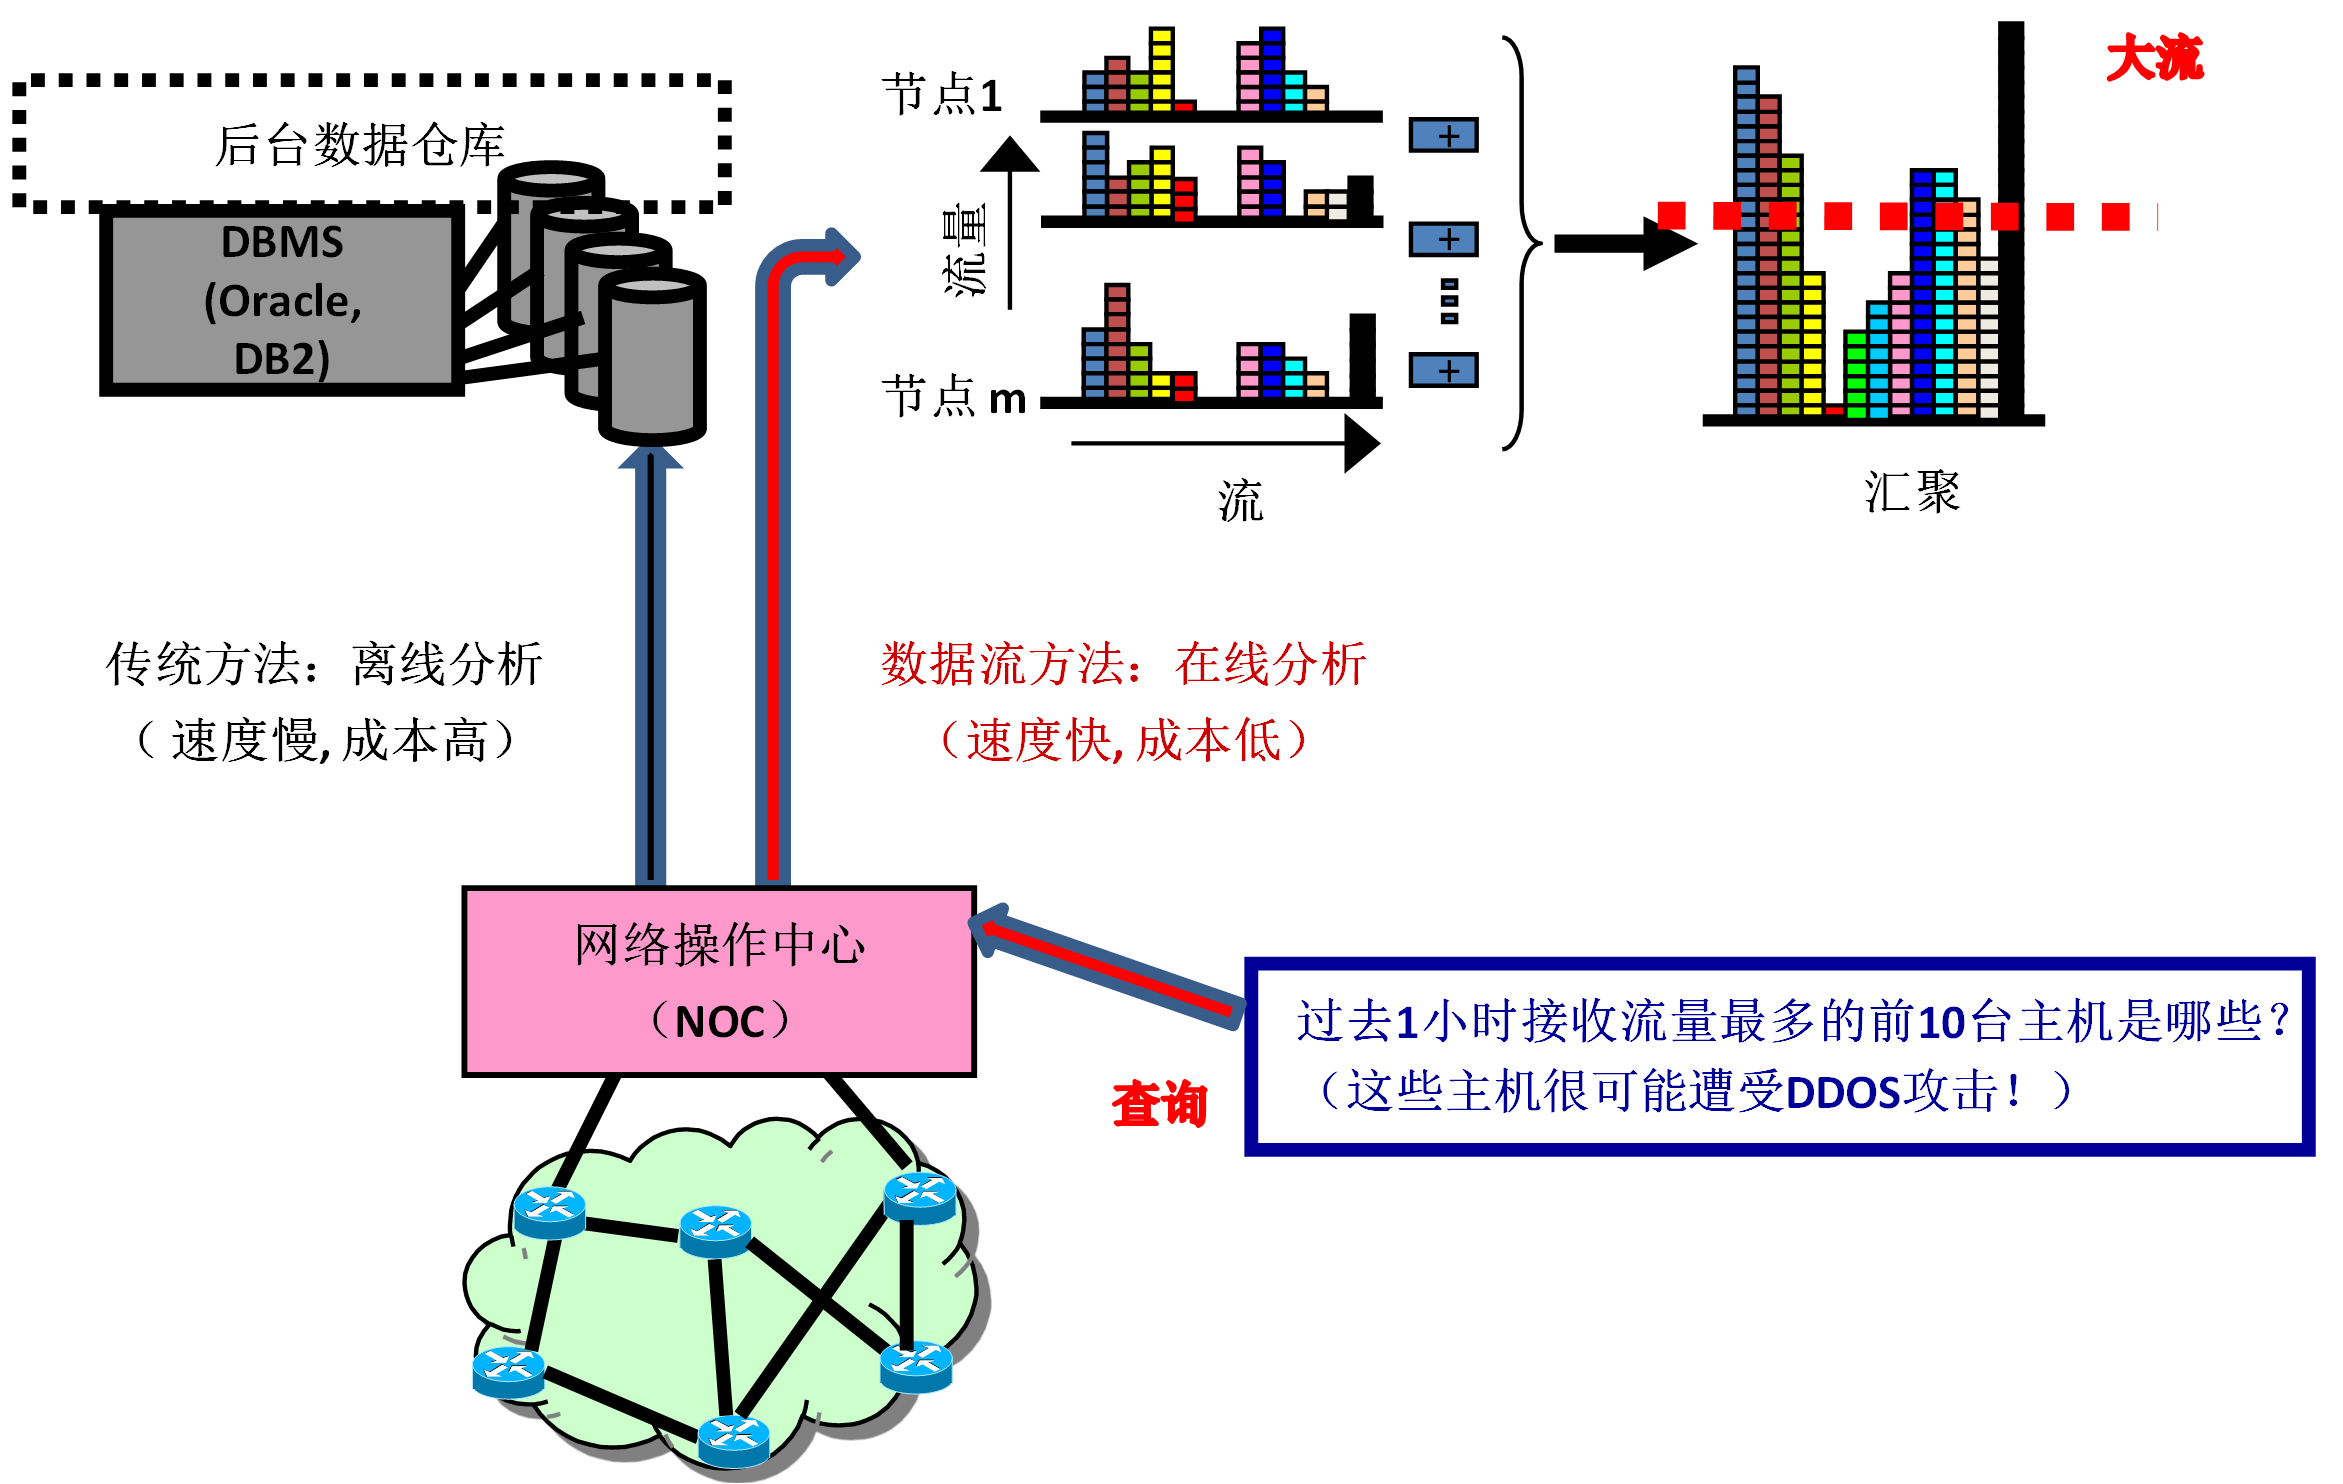 后台数据仓库
DBMS
(Oracle,
DB2)
节点1
流量
节点 m
流
+
+
+
大流
汇聚
传统方法：离线分析
（ 速度慢, 成本高）
数据流方法：在线分析
（速度快, 成本低）
网络操作中心
（NOC）
查询
过去1小时接收流量最多的前10台主机是哪些？
（这些主机很可能遭受DDOS攻击！）